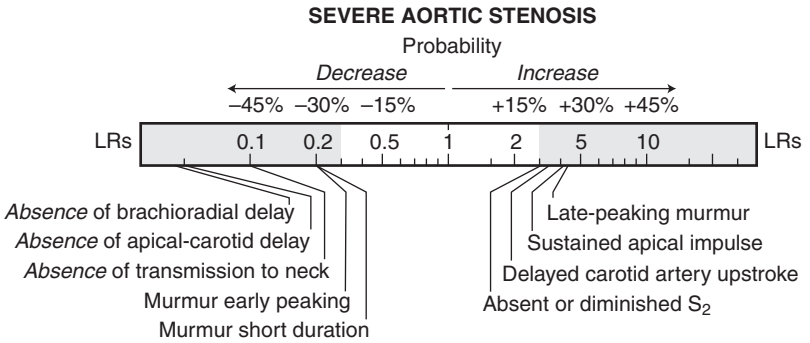 SEVERE AORTIC STENOSIS
Probability
Decrease Increase
–45% –30% –15% +15% +30% +45%
LRs 0.1 0.2 0.5 1 2 5 10 LRs
Absence of brachioradial delay
Absence of apical-carotid delay
Absence of transmission to neck
Murmur early peaking
Murmur short duration
Late-peaking murmur
Sustained apical impulse
Delayed carotid artery upstroke
Absent or diminished S₂